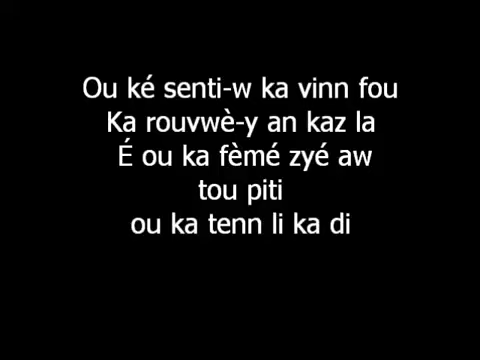 Ou ké senti-w ka vinn fou
Ka rouvwè-y an kaz la
É ou ka fèmé zyé aw
tou piti
ou ka tenn li ka di